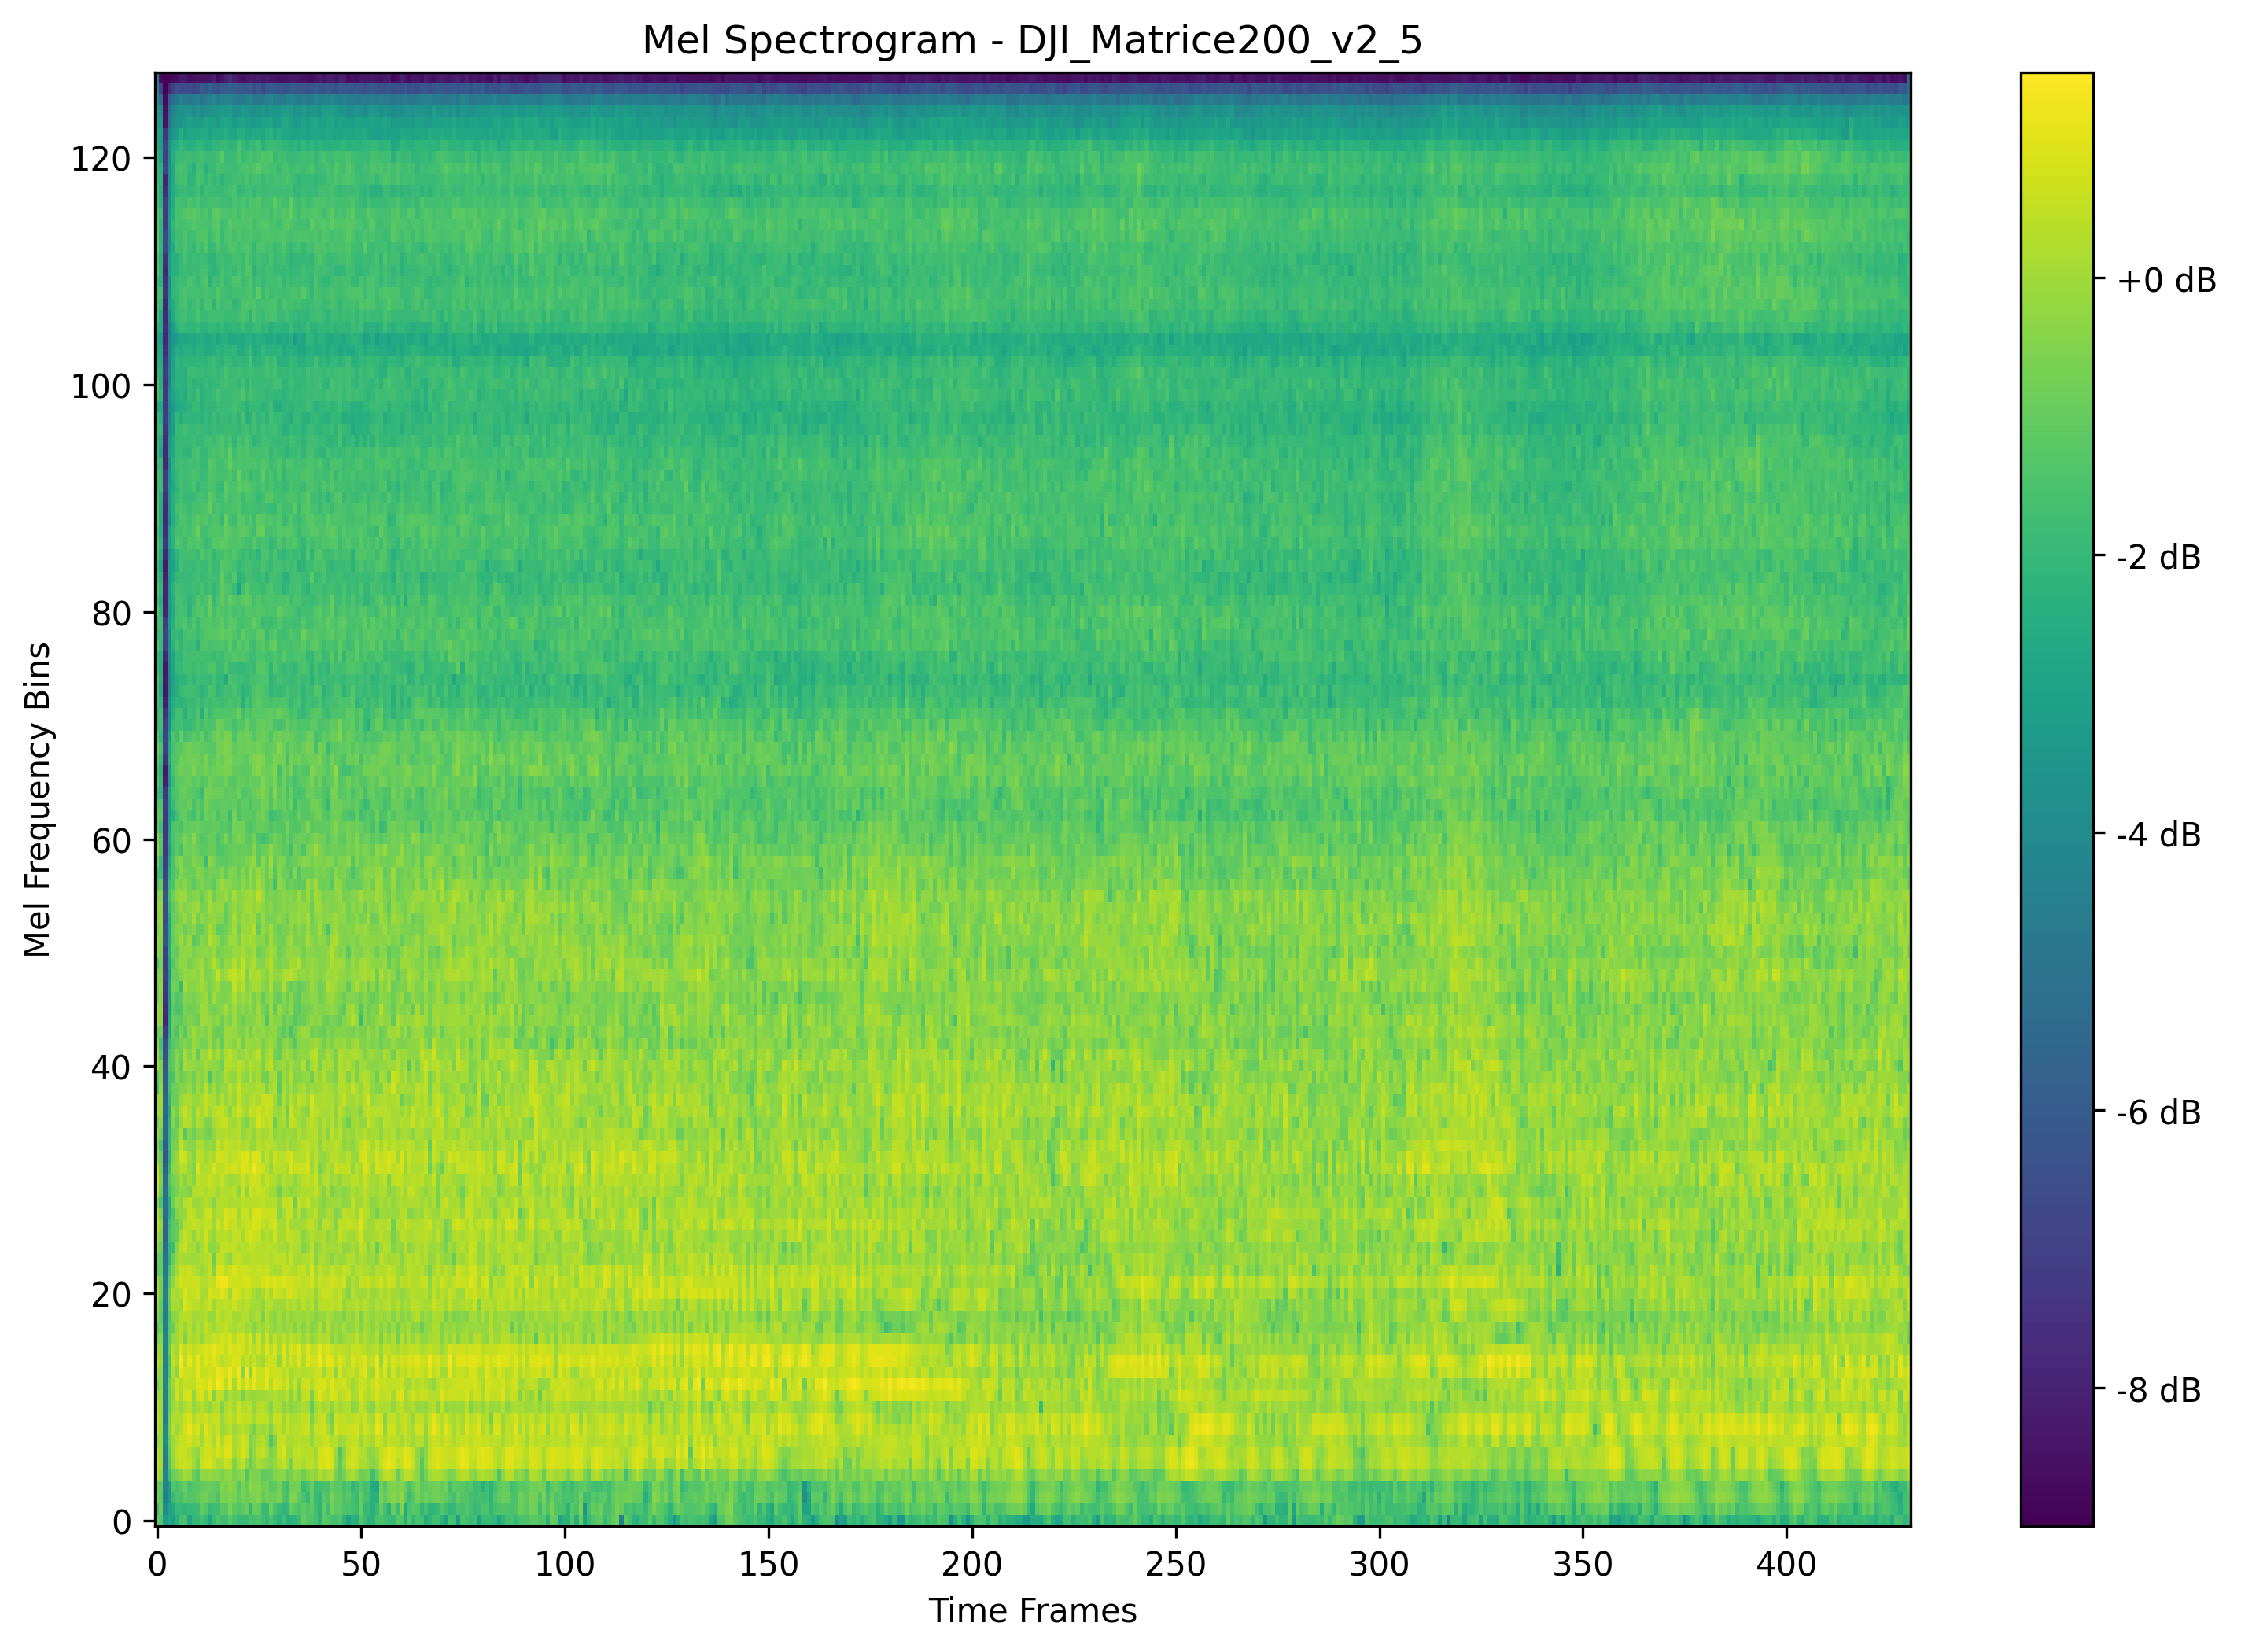 Mel Spectrogram - DJI_Matrice200_v2_5
120
100
80
60
40
20
0
Mel Frequency Bins
0 50 100 150 200 250 300 350 400
Time Frames
+0 dB
-2 dB
-4 dB
-6 dB
-8 dB